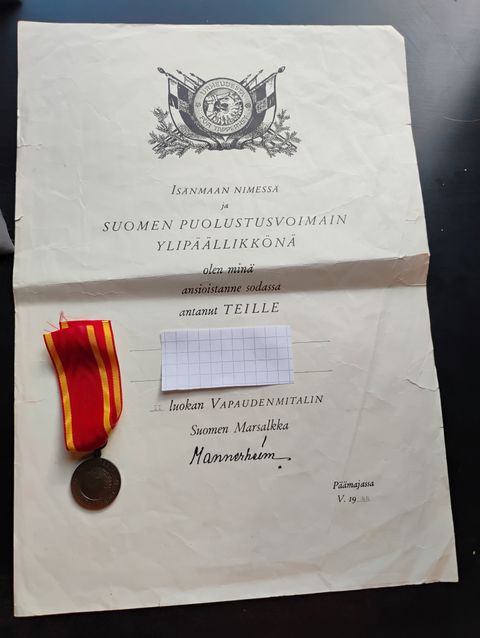 ISÄNMAAN NIMESSÄ
ja
SUOMEN PUOLUSTUSVOIMAIN
YLIPÄÄLLIKKÖNÄ
olen minä
ansioistanne sodassa
antanut TEILLE
II luokan VAPAUDENMITALIN
Suomen Marsalkka
Mannerheim.
Päämajassa
V. 19